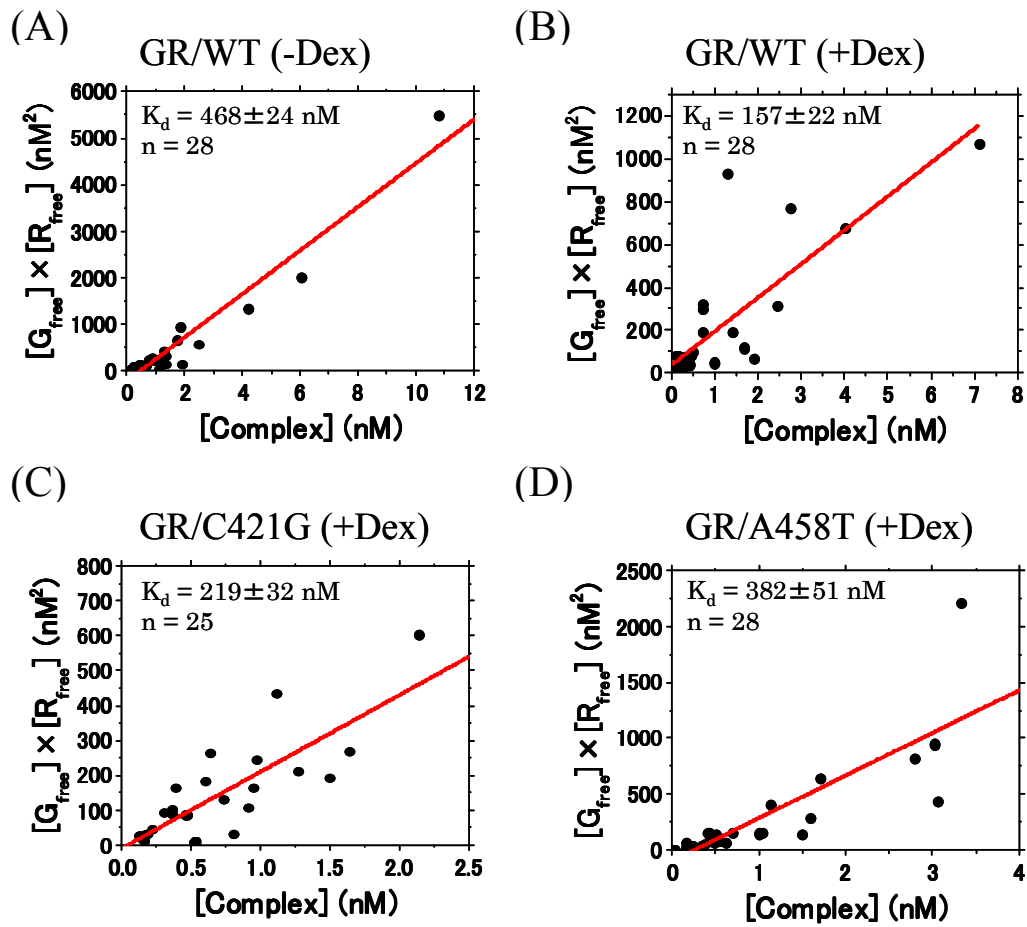 (A)
GR/WT (-Dex)
K_d = 468±24 nM
n = 28
[G_free]×[R_free] (nM²)
6000
5000
4000
3000
2000
1000
0
0 2 4 6 8 10 12
[Complex] (nM)
(B)
GR/WT (+Dex)
K_d = 157±22 nM
n = 28
[G_free]×[R_free] (nM²)
1200
1000
800
600
400
200
0
0 1 2 3 4 5 6 7 8
[Complex] (nM)
(C)
GR/C421G (+Dex)
K_d = 219±32 nM
n = 25
[G_free]×[R_free] (nM²)
800
700
600
500
400
300
200
100
0
0.0 0.5 1.0 1.5 2.0 2.5
[Complex] (nM)
(D)
GR/A458T (+Dex)
K_d = 382±51 nM
n = 28
[G_free]×[R_free] (nM²)
2500
2000
1500
1000
500
0
0 1 2 3 4
[Complex] (nM)